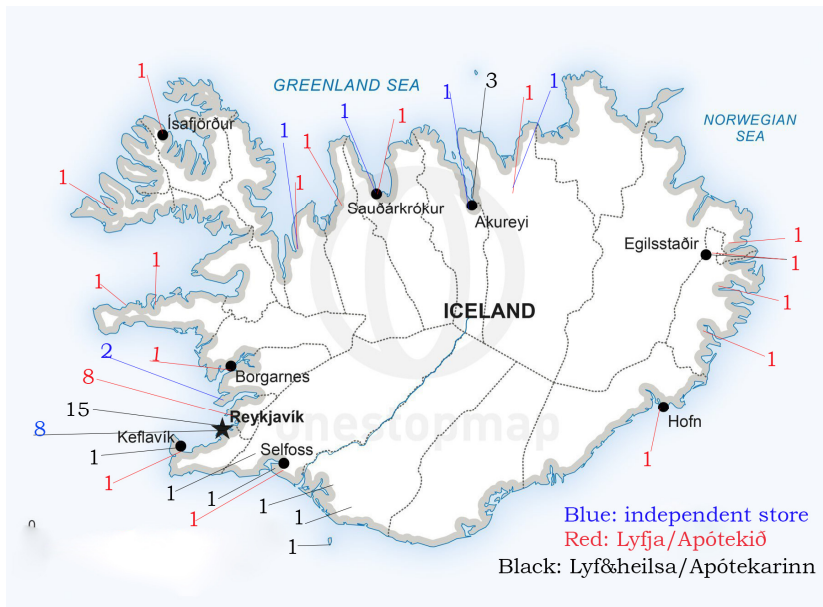 1
GREENLAND SEA
3
1
1
1
1
1
1
NORWEGIAN
SEA
Ísafjörður
1
1
1
Sauðárkrókur
Akureyi
Egilsstaðir
1
1
1
1
1
ICELAND
2
1
1
8
Borgarnes
15
Reykjavík
onestopmap
Hofn
8
Keflavík
Selfoss
1
1
1
1
1
1
1
1
1
1
Blue: independent store
Red: Lyfja/Apótekið
Black: Lyf&heilsa/Apótekarinn
0